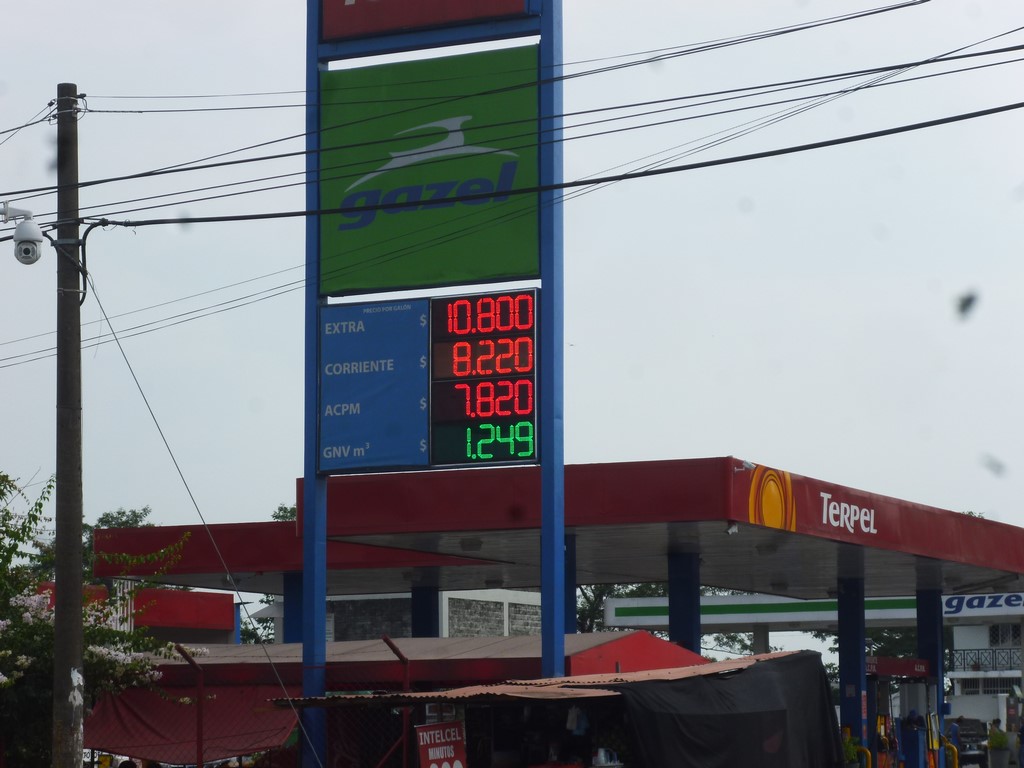 gazel
PRECIO POR GALÓN
EXTRA $ 10.800
CORRIENTE $ 8.220
ACPM $ 7.820
GNV m³ $ 1.249
TERPEL
gazel
INTELCEL
MINUTOS